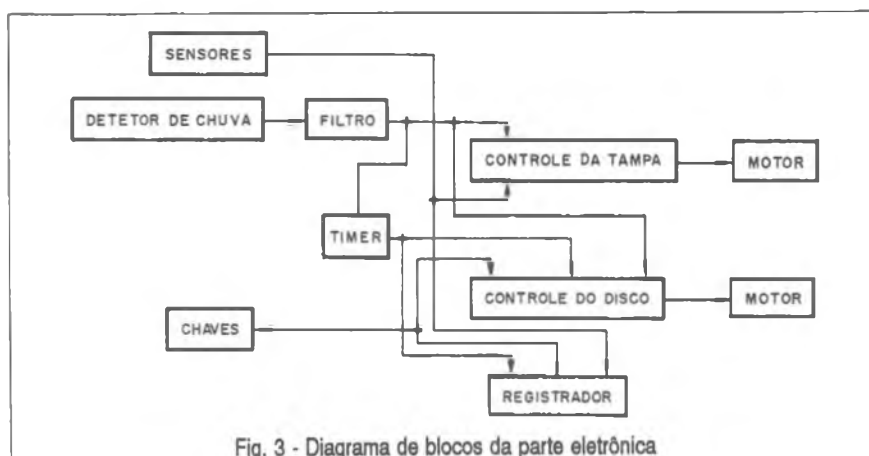 SENSORES
DETETOR DE CHUVA
FILTRO
CONTROLE DA TAMPA
MOTOR
TIMER
CONTROLE DO DISCO
MOTOR
CHAVES
REGISTRADOR
Fig. 3 - Diagrama de blocos da parte eletrônica